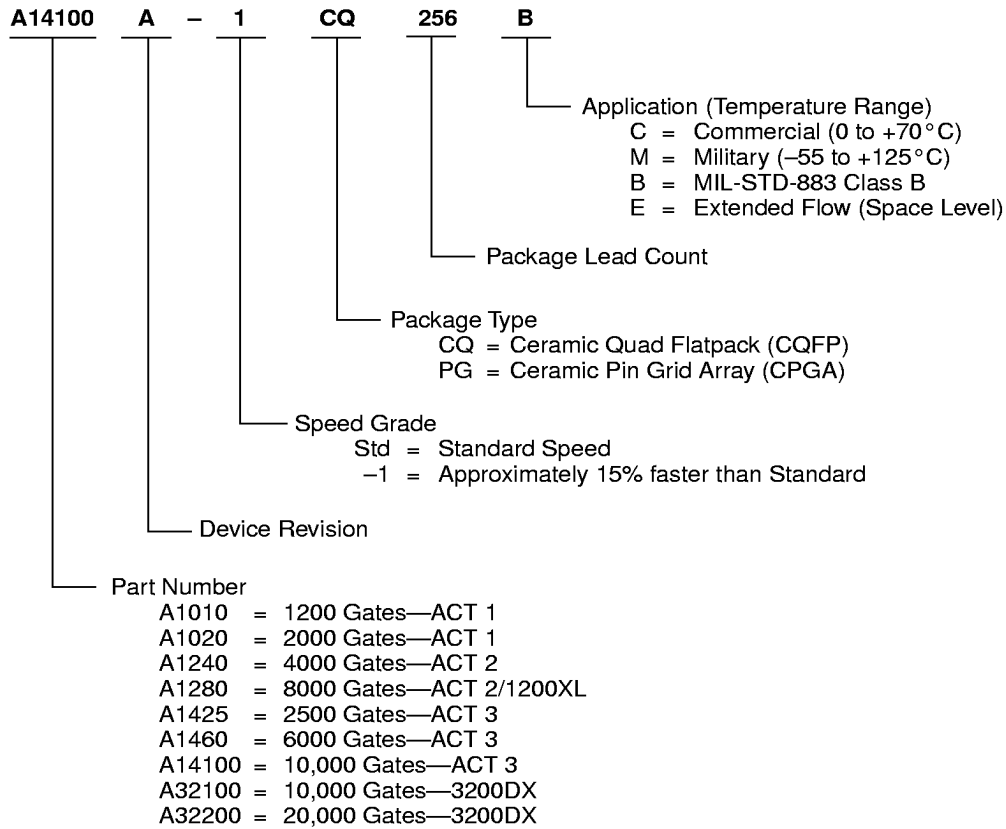 A14100 A – 1 CQ 256 B
Application (Temperature Range)
C = Commercial (0 to +70°C)
M = Military (–55 to +125°C)
B = MIL-STD-883 Class B
E = Extended Flow (Space Level)
Package Lead Count
Package Type
CQ = Ceramic Quad Flatpack (CQFP)
PG = Ceramic Pin Grid Array (CPGA)
Speed Grade
Std = Standard Speed
–1 = Approximately 15% faster than Standard
Device Revision
Part Number
A1010 = 1200 Gates—ACT 1
A1020 = 2000 Gates—ACT 1
A1240 = 4000 Gates—ACT 2
A1280 = 8000 Gates—ACT 2/1200XL
A1425 = 2500 Gates—ACT 3
A1460 = 6000 Gates—ACT 3
A14100 = 10,000 Gates—ACT 3
A32100 = 10,000 Gates—3200DX
A32200 = 20,000 Gates—3200DX